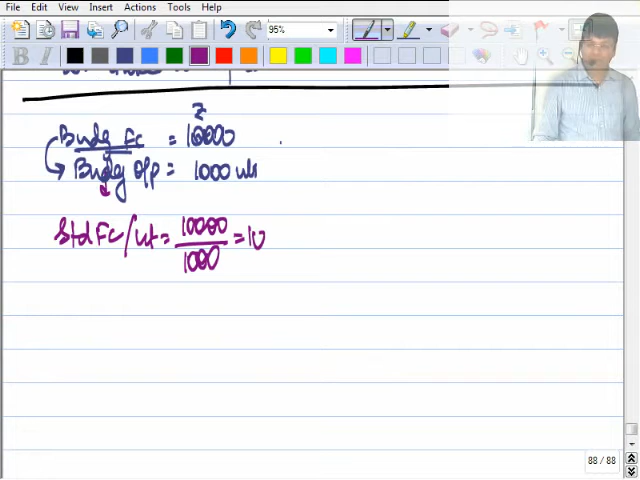 File Edit View Insert Actions Tools Help
95%
B
Budg FC = 10000
Budg O/p = 1000 uts
Std FC/ut = 10000/1000 = 10
88 / 88